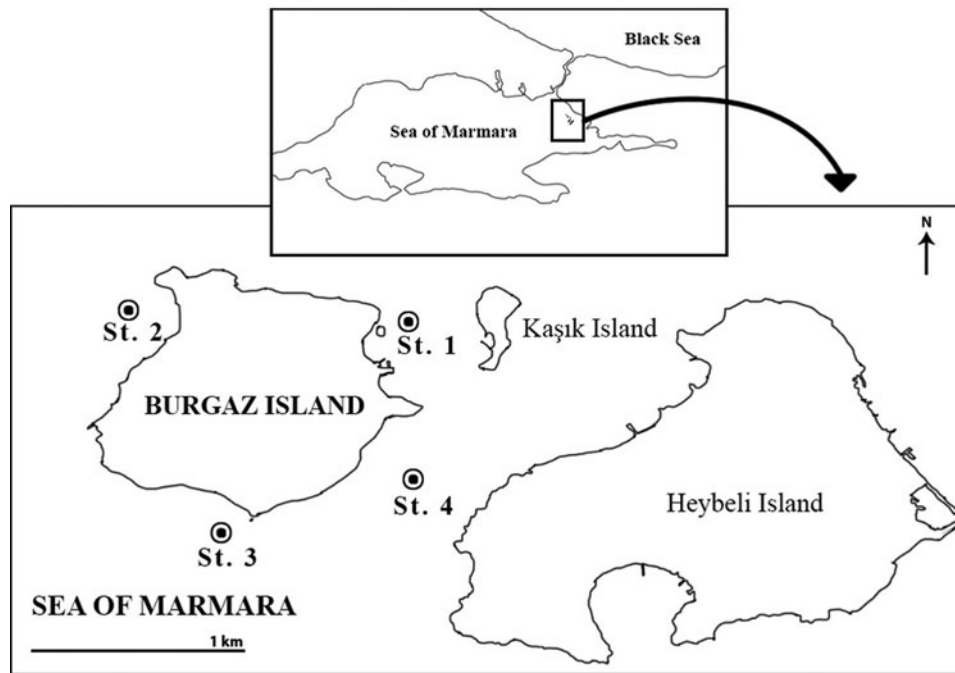 Black Sea
Sea of Marmara
N
St. 2
St. 1
Kaşık Island
BURGAZ ISLAND
St. 4
Heybeli Island
St. 3
SEA OF MARMARA
1 km